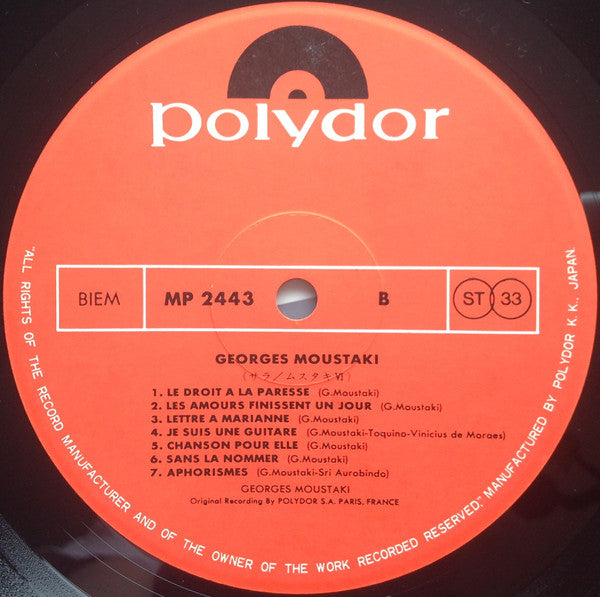 polydor
BIEM MP 2443 B ST 33
GEORGES MOUSTAKI
(サラ/ムスタキVI)
1. LE DROIT A LA PARESSE (G.Moustaki)
2. LES AMOURS FINISSENT UN JOUR (G.Moustaki)
3. LETTRE A MARIANNE (G.Moustaki)
4. JE SUIS UNE GUITARE (G.Moustaki-Toquino-Vinicius de Moraes)
5. CHANSON POUR ELLE (G.Moustaki)
6. SANS LA NOMMER (G.Moustaki)
7. APHORISMES (G.Moustaki-Sri Aurobindo)
GEORGES MOUSTAKI
Original Recording By POLYDOR S.A. PARIS, FRANCE
"ALL RIGHTS OF THE RECORD MANUFACTURER AND OF THE OWNER OF THE WORK RECORDED RESERVED;" MANUFACTURED BY POLYDOR K. K., JAPAN.